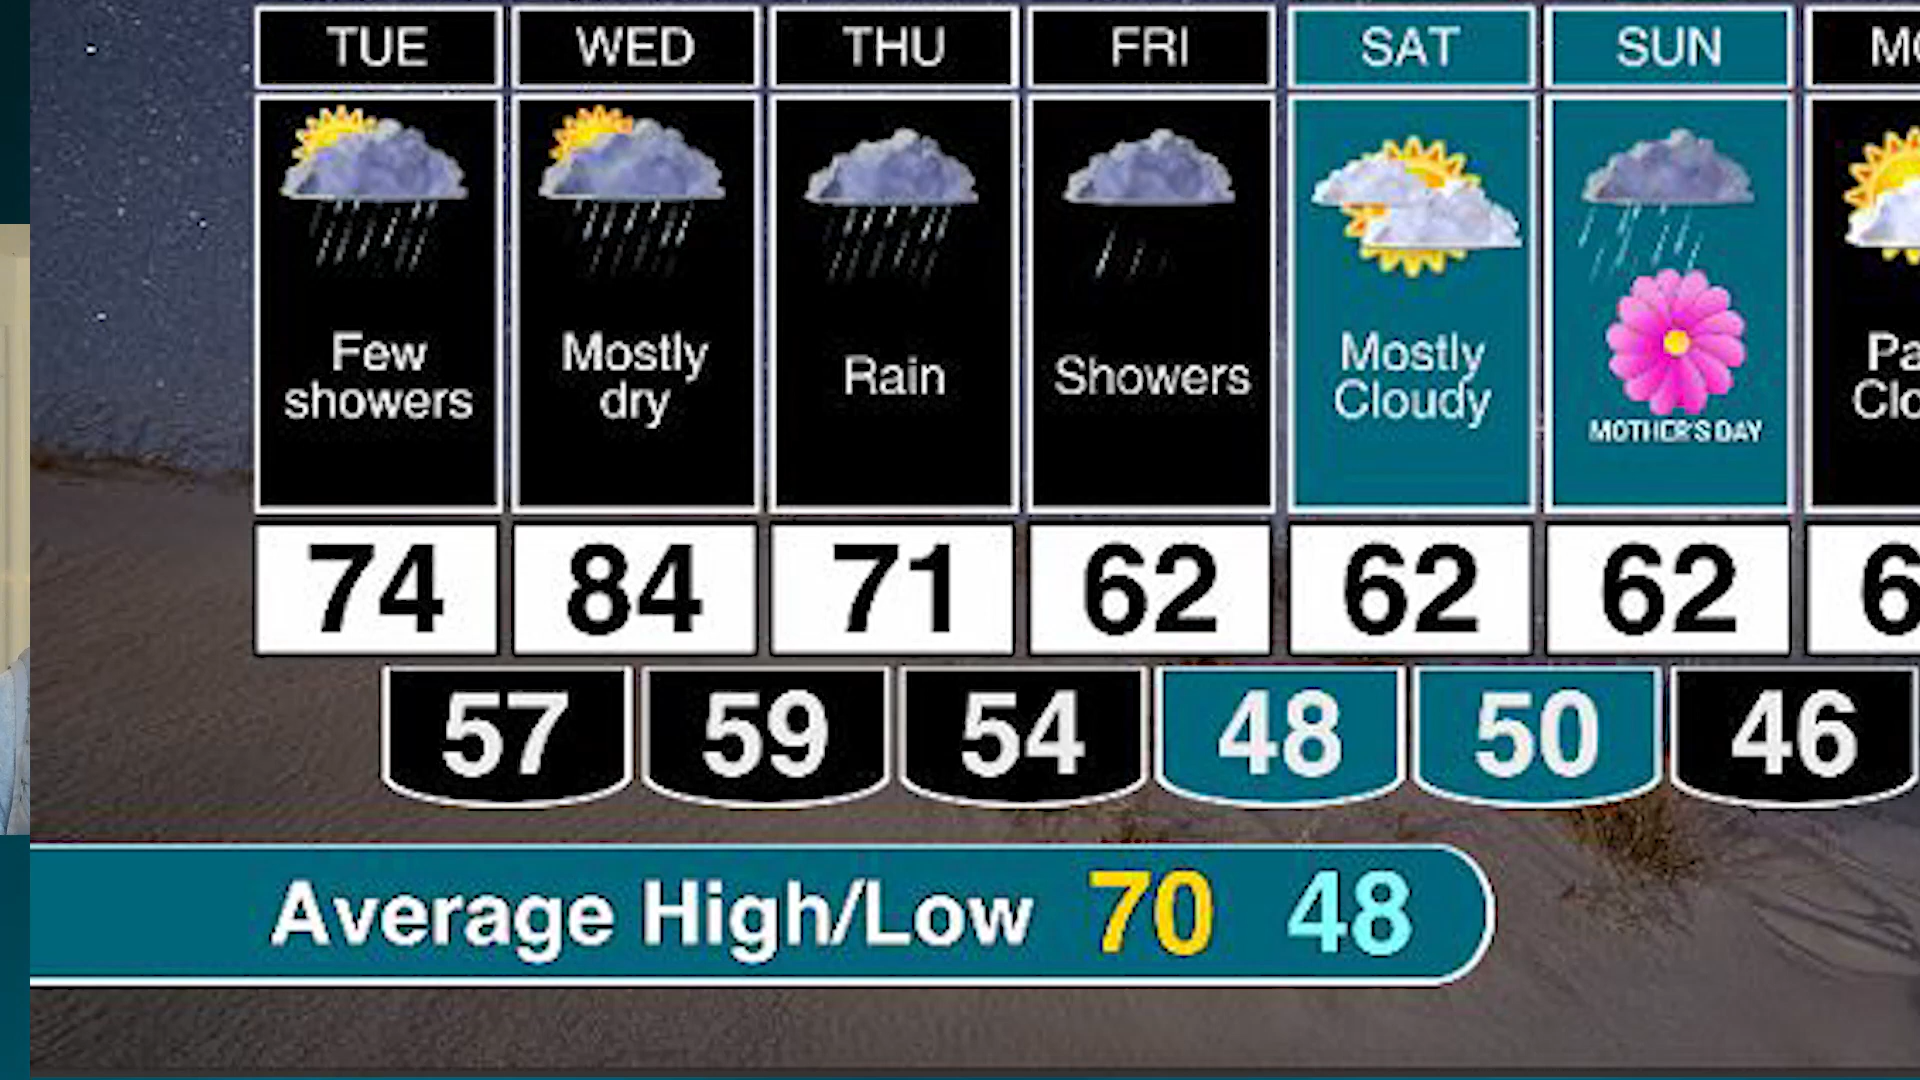 TUE WED THU FRI SAT SUN
Few showers
Mostly dry
Rain
Showers
Mostly Cloudy
MOTHER'S DAY
74 84 71 62 62 62
57 59 54 48 50 46
Average High/Low 70 48